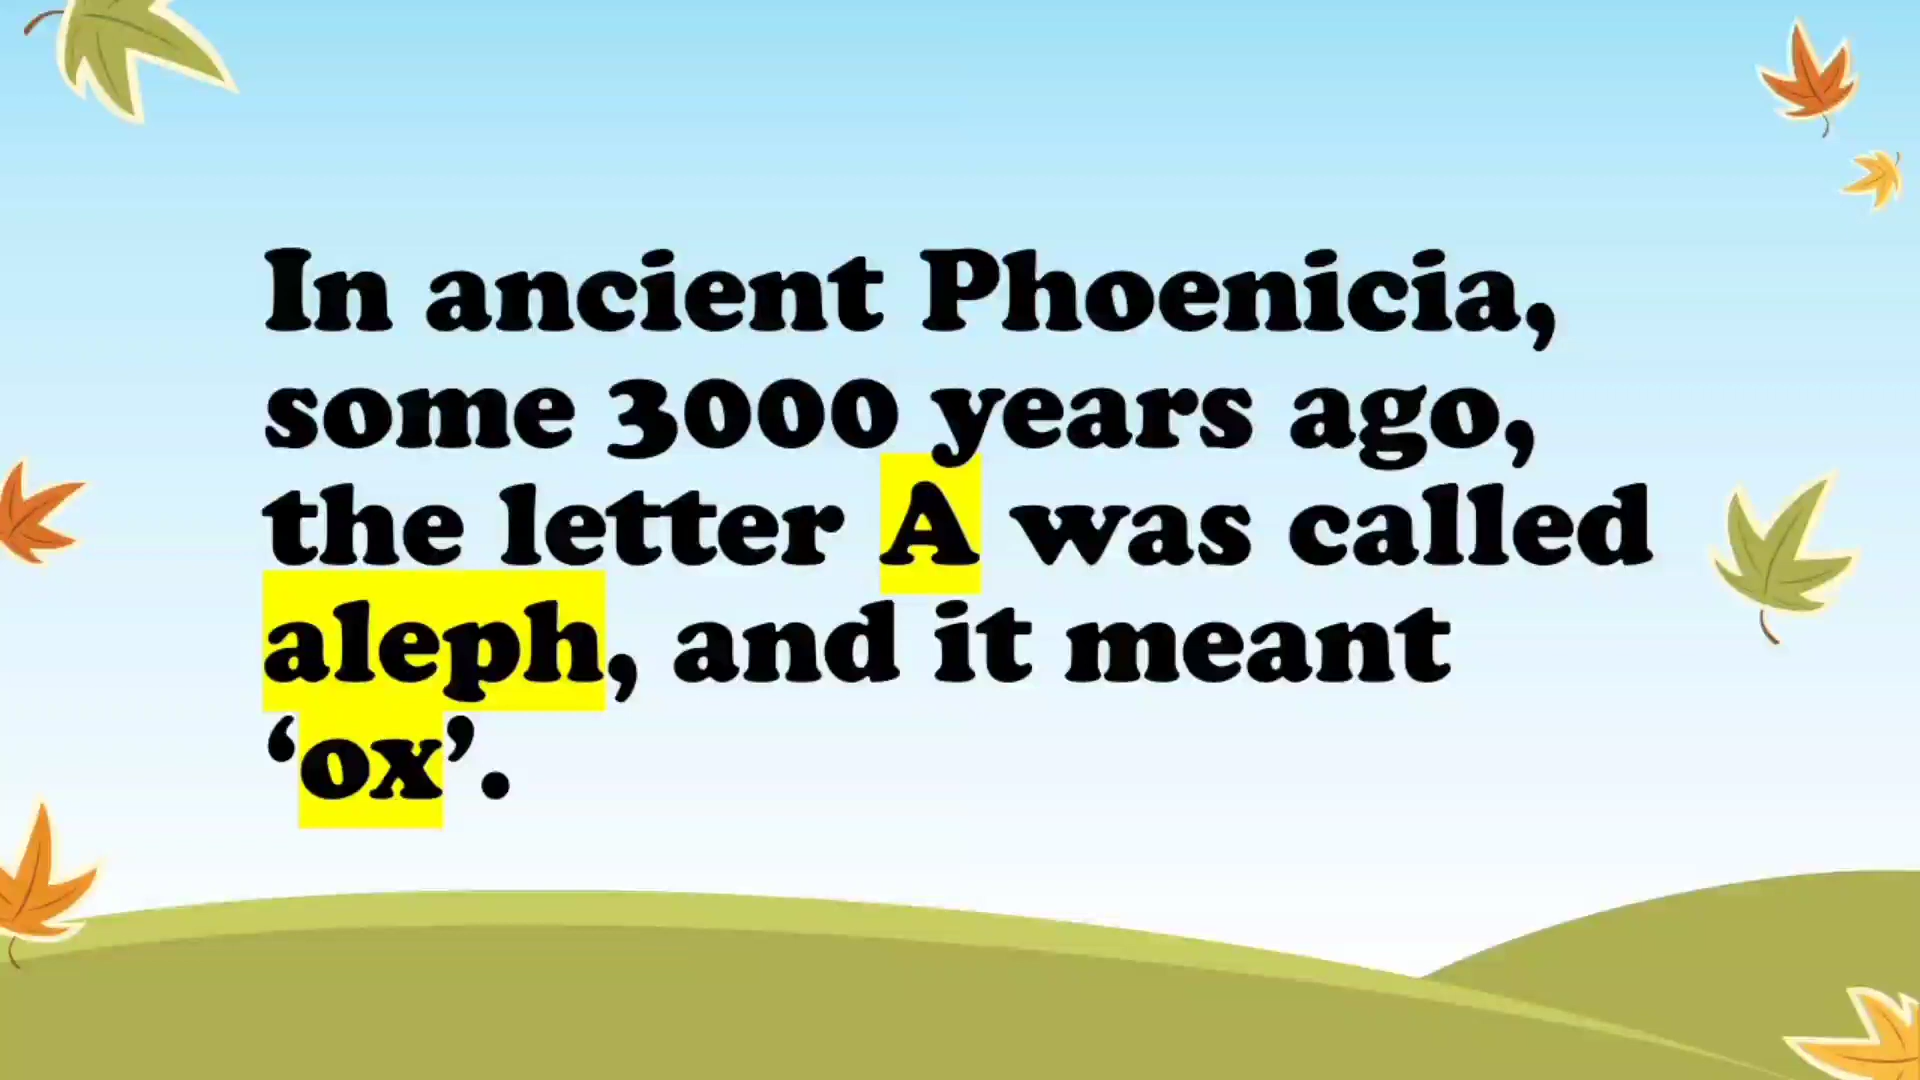 In ancient Phoenicia,
some 3000 years ago,
the letter A was called
aleph, and it meant
‘ox’.